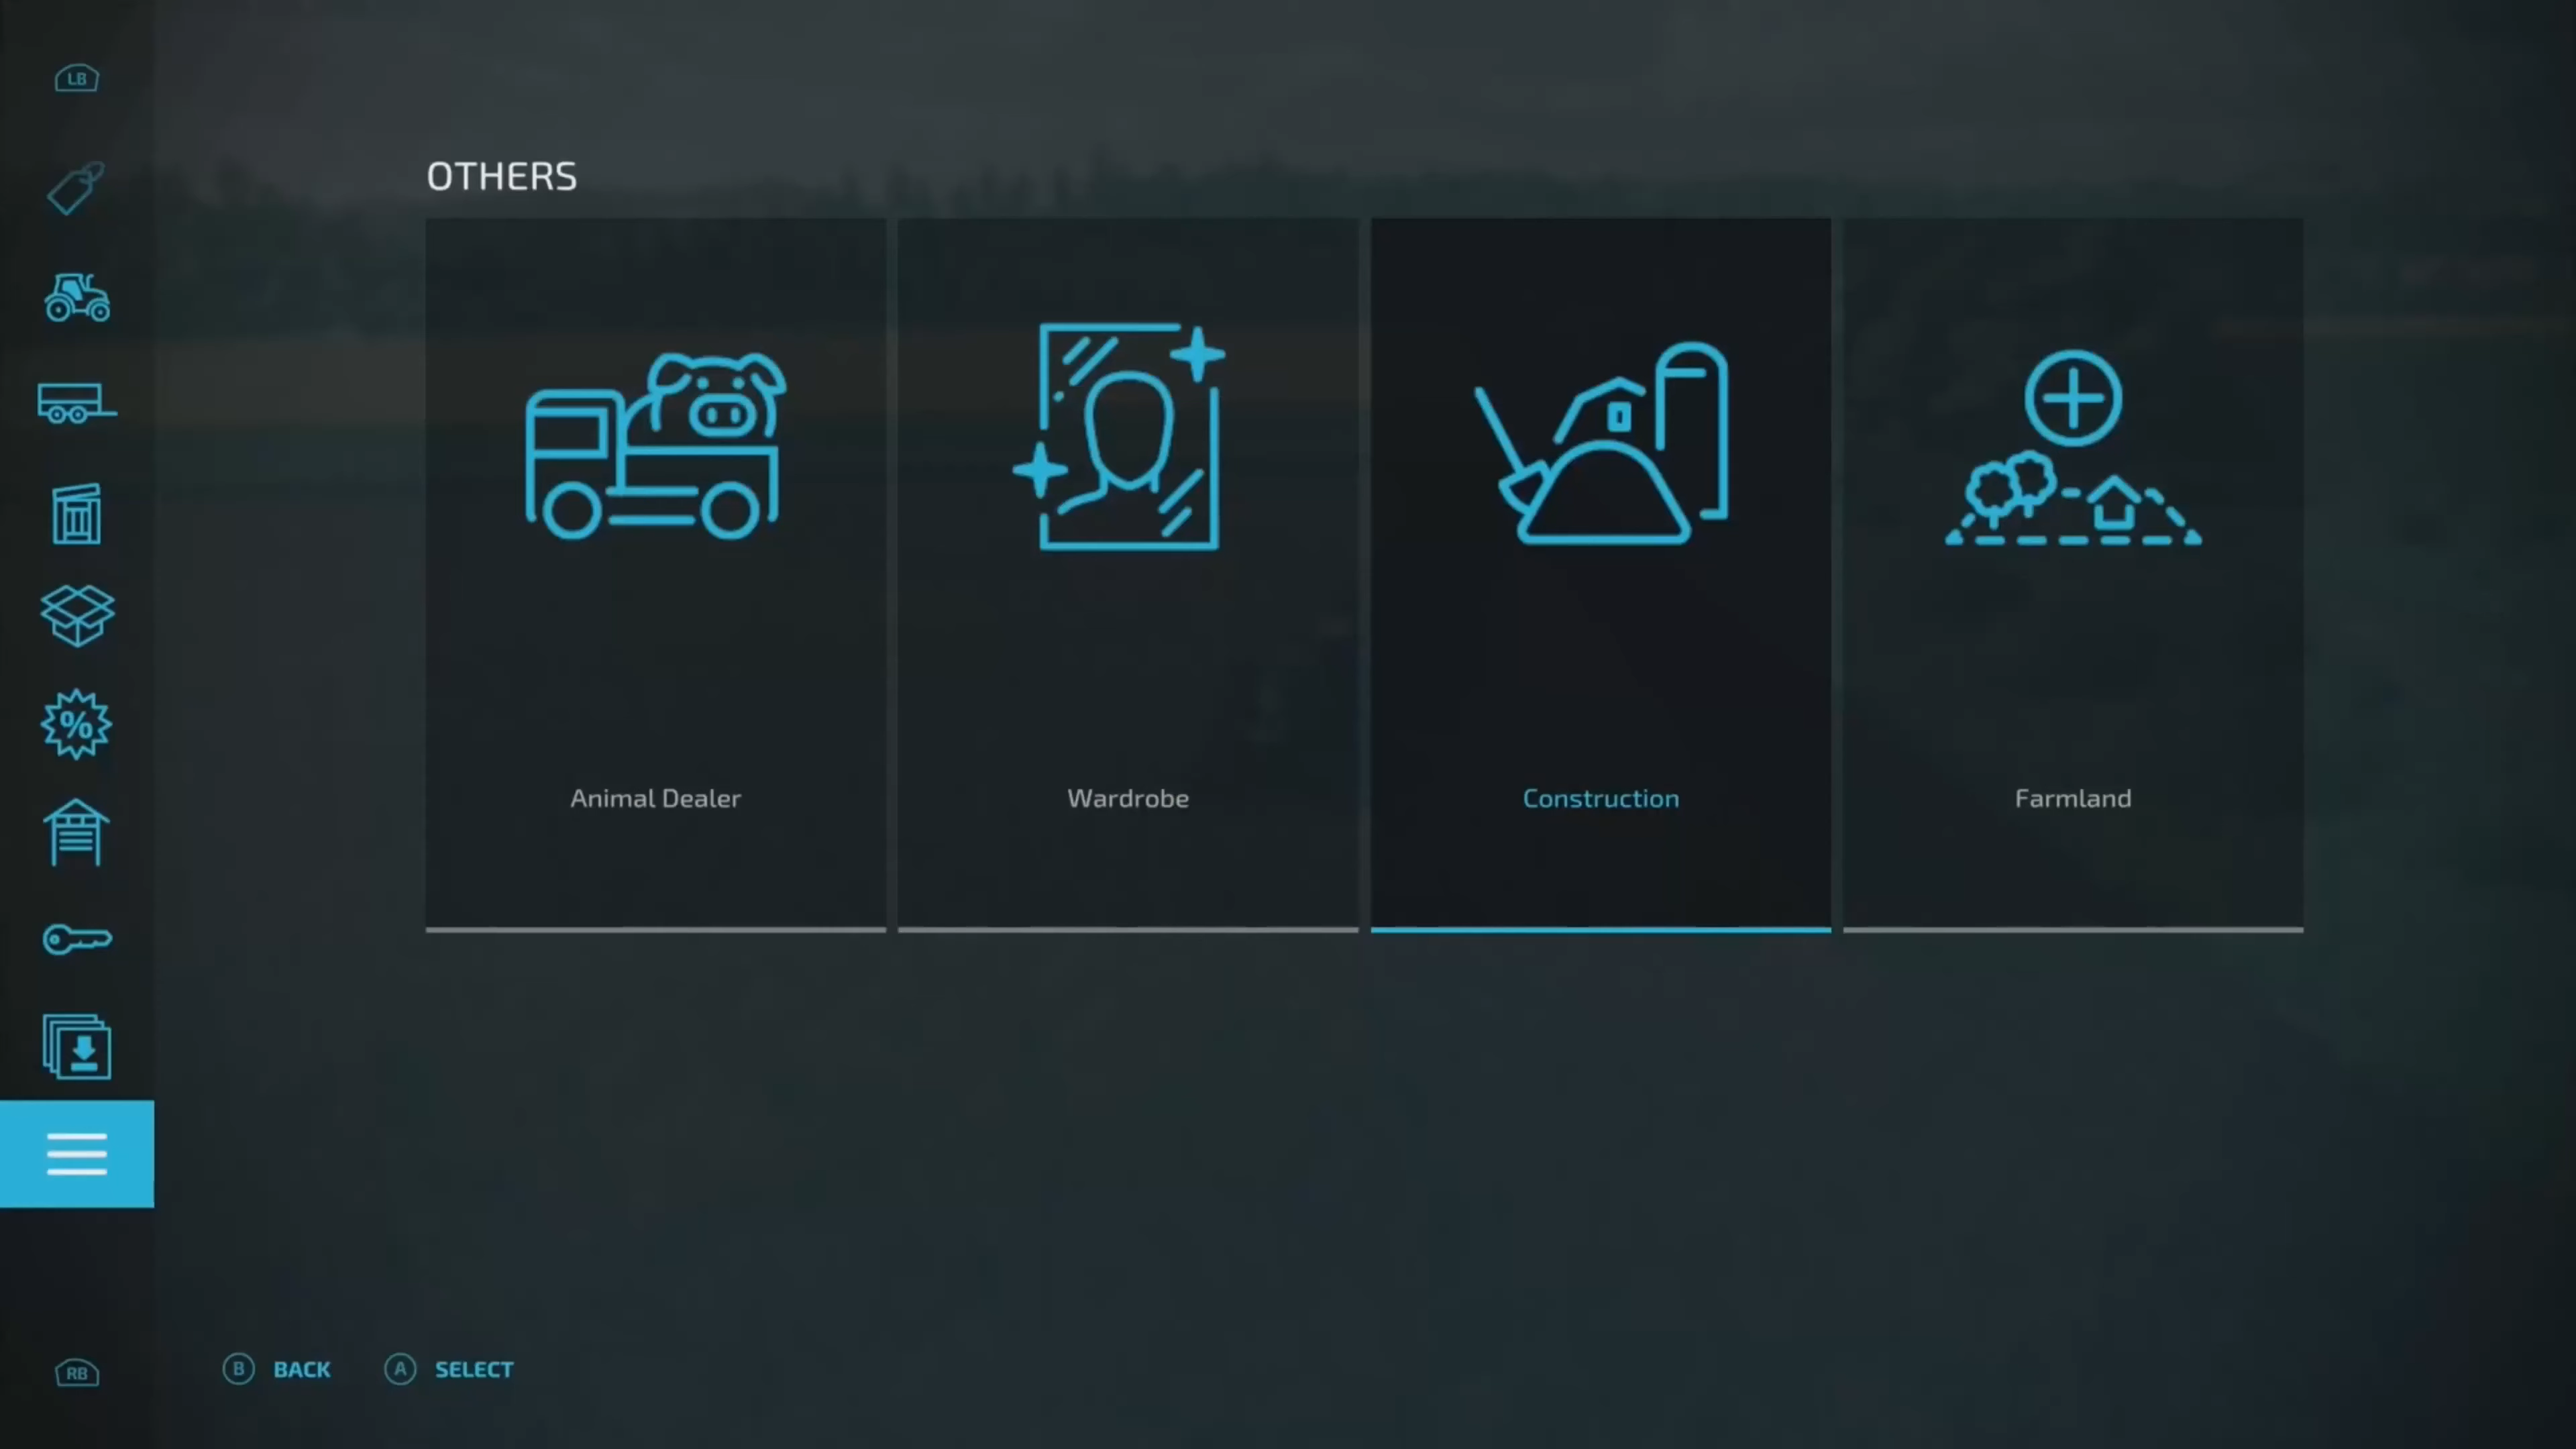 LB
OTHERS
%
Animal Dealer
Wardrobe
Construction
Farmland
RB
B BACK A SELECT